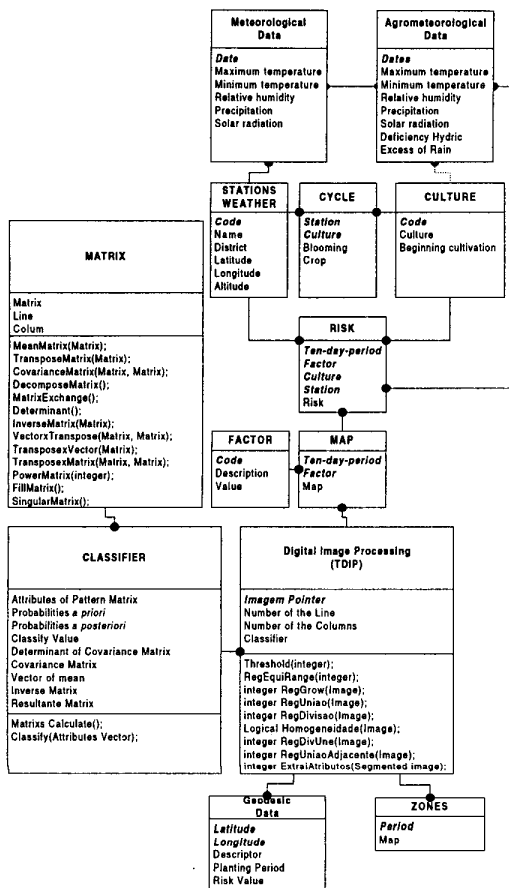 Meteorological
Data
Date
Maximum temperature
Minimum temperature
Relative humidity
Precipitation
Solar radiation
Agrometeorological
Data
Dates
Maximum temperature
Minimum temperature
Relative humidity
Precipitation
Solar radiation
Deficiency Hydric
Excess of Rain
STATIONS
WEATHER
Code
Name
District
Latitude
Longitude
Altitude
CYCLE
Station
Culture
Blooming
Crop
CULTURE
Code
Culture
Beginning cultivation
MATRIX
Matrix
Line
Colum
MeanMatrix(Matrix);
TransposeMatrix(Matrix);
CovarianceMatrix(Matrix, Matrix);
DecomposeMatrix();
MatrixExchange();
Determinant();
InverseMatrix(Matrix);
VectorxTranspose(Matrix, Matrix);
TransposexVector(Matrix);
TransposexMatrix(Matrix, Matrix);
PowerMatrix(integer);
FillMatrix();
SingularMatrix();
RISK
Ten-day-period
Factor
Culture
Station
Risk
FACTOR
Code
Description
Value
MAP
Ten-day-period
Factor
Map
CLASSIFIER
Attributes of Pattern Matrix
Probabilities a priori
Probabilities a posteriori
Classify Value
Determinant of Covariance Matrix
Covariance Matrix
Vector of mean
Inverse Matrix
Resultante Matrix
Matrixs Calculate();
Classify(Attributes Vector);
Digital Image Processing
(TDIP)
Imagem Pointer
Number of the Line
Number of the Columns
Classifier
Threshold(integer);
RegEquiRange(integer);
integer RegGrow(Image);
integer RegUniao(Image);
integer RegDivisao(Image);
Logical Homogeneidade(Image);
integer RegDivUne(Image);
integer RegUniaoAdjacente(Image);
integer ExtraiAtributos(Segmented image);
Geodesic
Data
Latitude
Longitude
Descriptor
Planting Period
Risk Value
ZONES
Period
Map